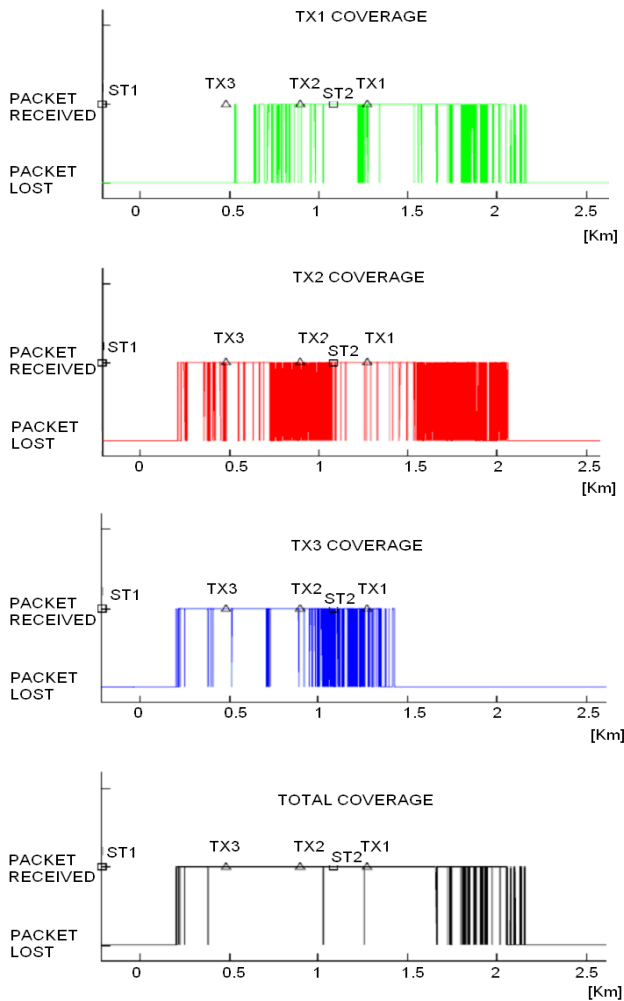 TX1 COVERAGE
ST1 TX3 TX2 ST2 TX1
PACKET
RECEIVED
PACKET
LOST
0 0.5 1 1.5 2 2.5
[Km]
TX2 COVERAGE
ST1 TX3 TX2 ST2 TX1
PACKET
RECEIVED
PACKET
LOST
0 0.5 1 1.5 2 2.5
[Km]
TX3 COVERAGE
ST1 TX3 TX2 ST2 TX1
PACKET
RECEIVED
PACKET
LOST
0 0.5 1 1.5 2 2.5
[Km]
TOTAL COVERAGE
ST1 TX3 TX2 ST2 TX1
PACKET
RECEIVED
PACKET
LOST
0 0.5 1 1.5 2 2.5
[Km]